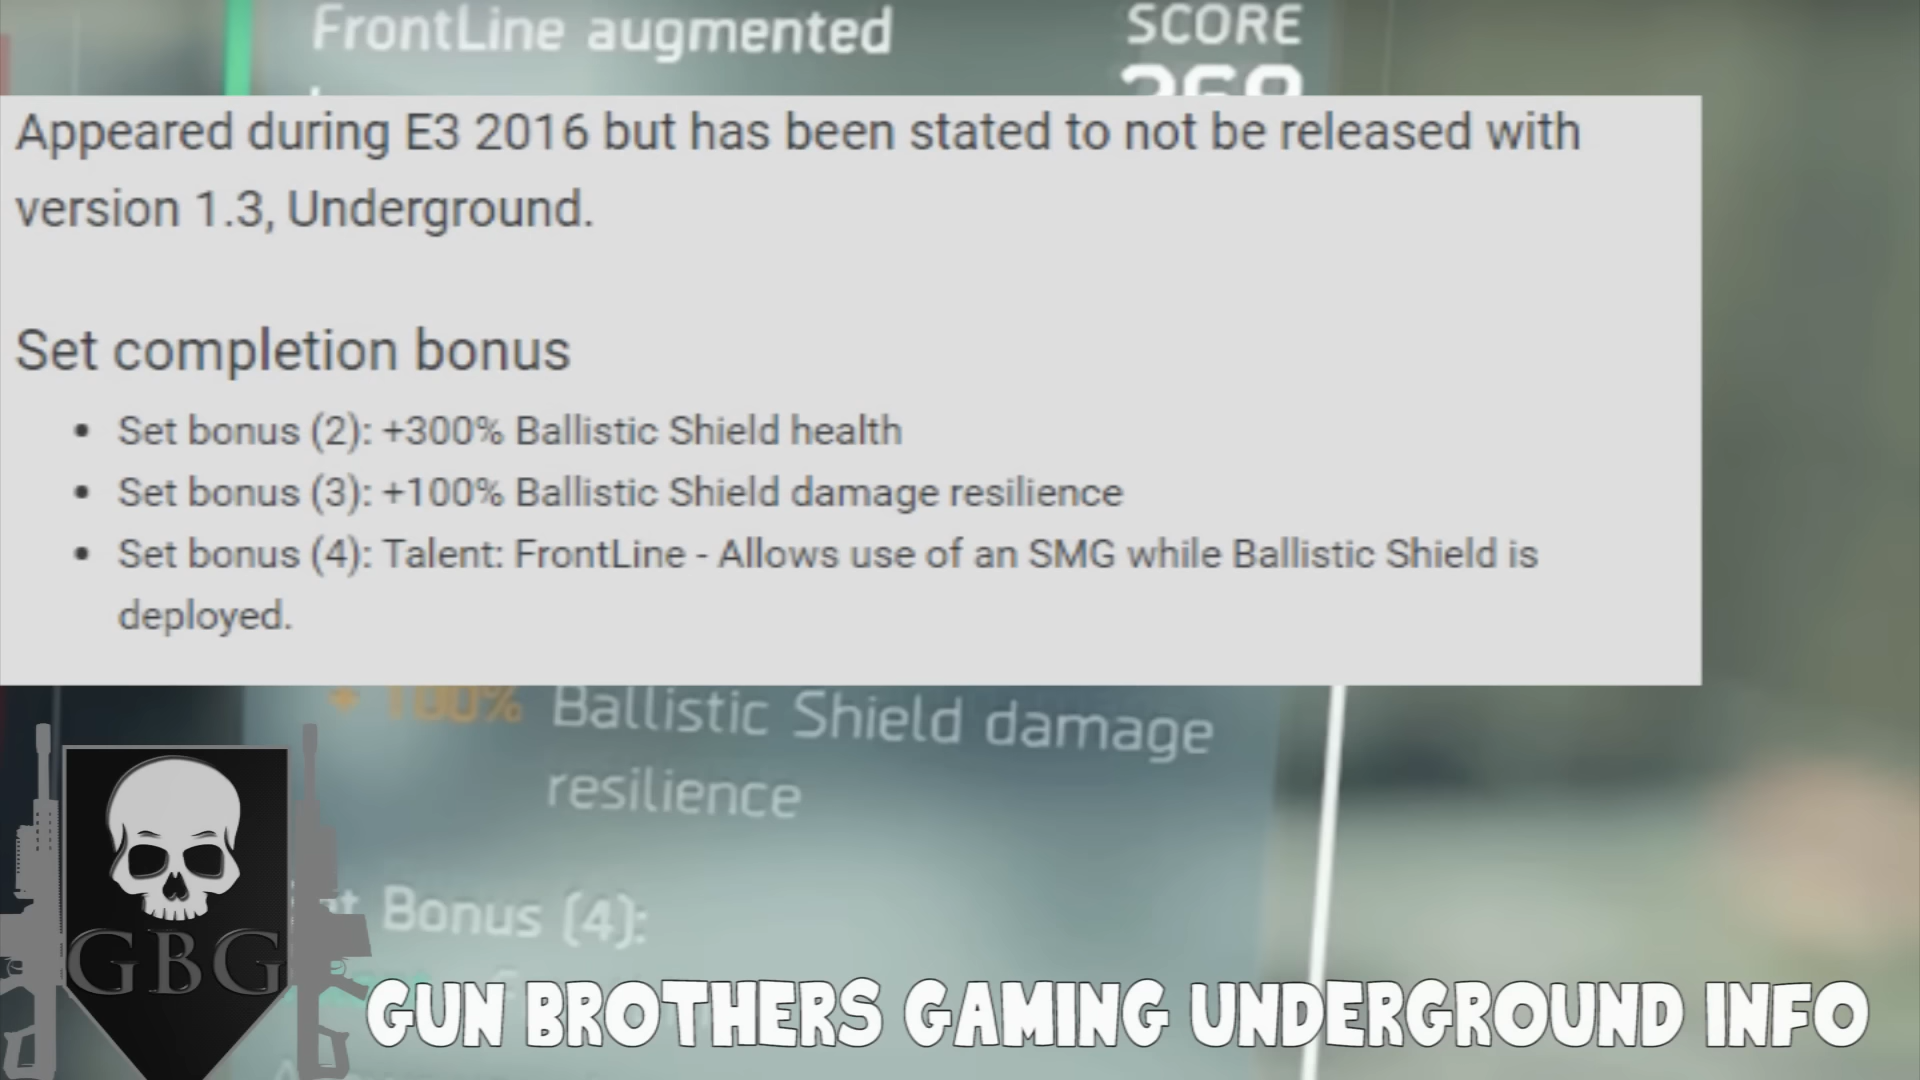 FrontLine augmented
SCORE
Appeared during E3 2016 but has been stated to not be released with
version 1.3, Underground.
Set completion bonus
• Set bonus (2): +300% Ballistic Shield health
• Set bonus (3): +100% Ballistic Shield damage resilience
• Set bonus (4): Talent: FrontLine - Allows use of an SMG while Ballistic Shield is
deployed.
+ 100% Ballistic Shield damage
resilience
Bonus (4):
GBG
GUN BROTHERS GAMING UNDERGROUND INFO